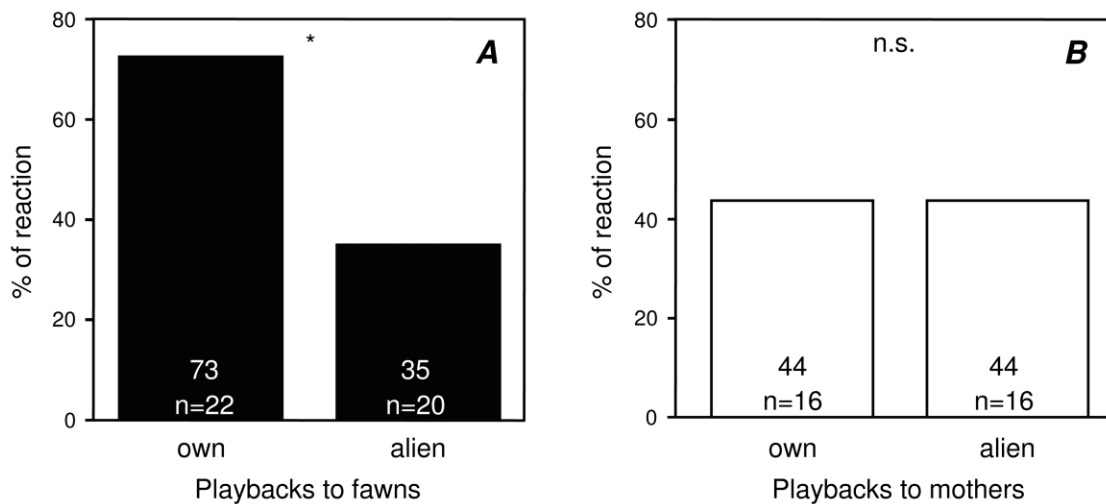 80
60
40
20
0
% of reaction
*
A
73
n=22
35
n=20
own
alien
Playbacks to fawns
80
60
40
20
0
% of reaction
n.s.
B
44
n=16
44
n=16
own
alien
Playbacks to mothers